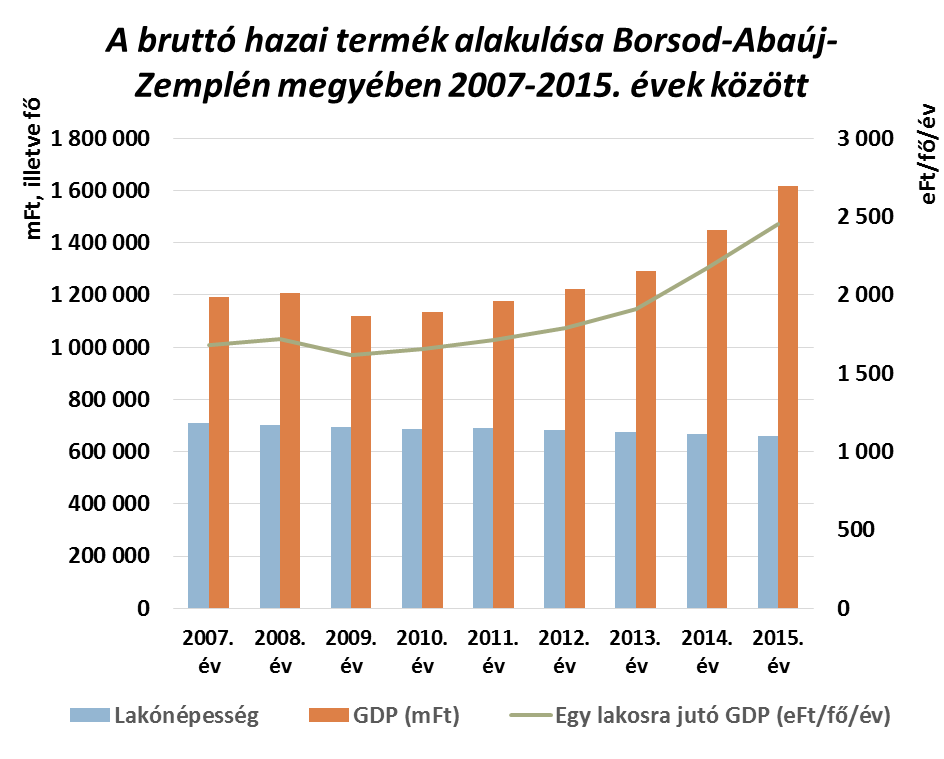 A bruttó hazai termék alakulása Borsod-Abaúj-
Zemplén megyében 2007-2015. évek között
mFt, illetve fő
1 800 000
1 600 000
1 400 000
1 200 000
1 000 000
800 000
600 000
400 000
200 000
0
eFt/fő/év
3 000
2 500
2 000
1 500
1 000
500
0
2007. év
2008. év
2009. év
2010. év
2011. év
2012. év
2013. év
2014. év
2015. év
Lakónépesség
GDP (mFt)
Egy lakosra jutó GDP (eFt/fő/év)